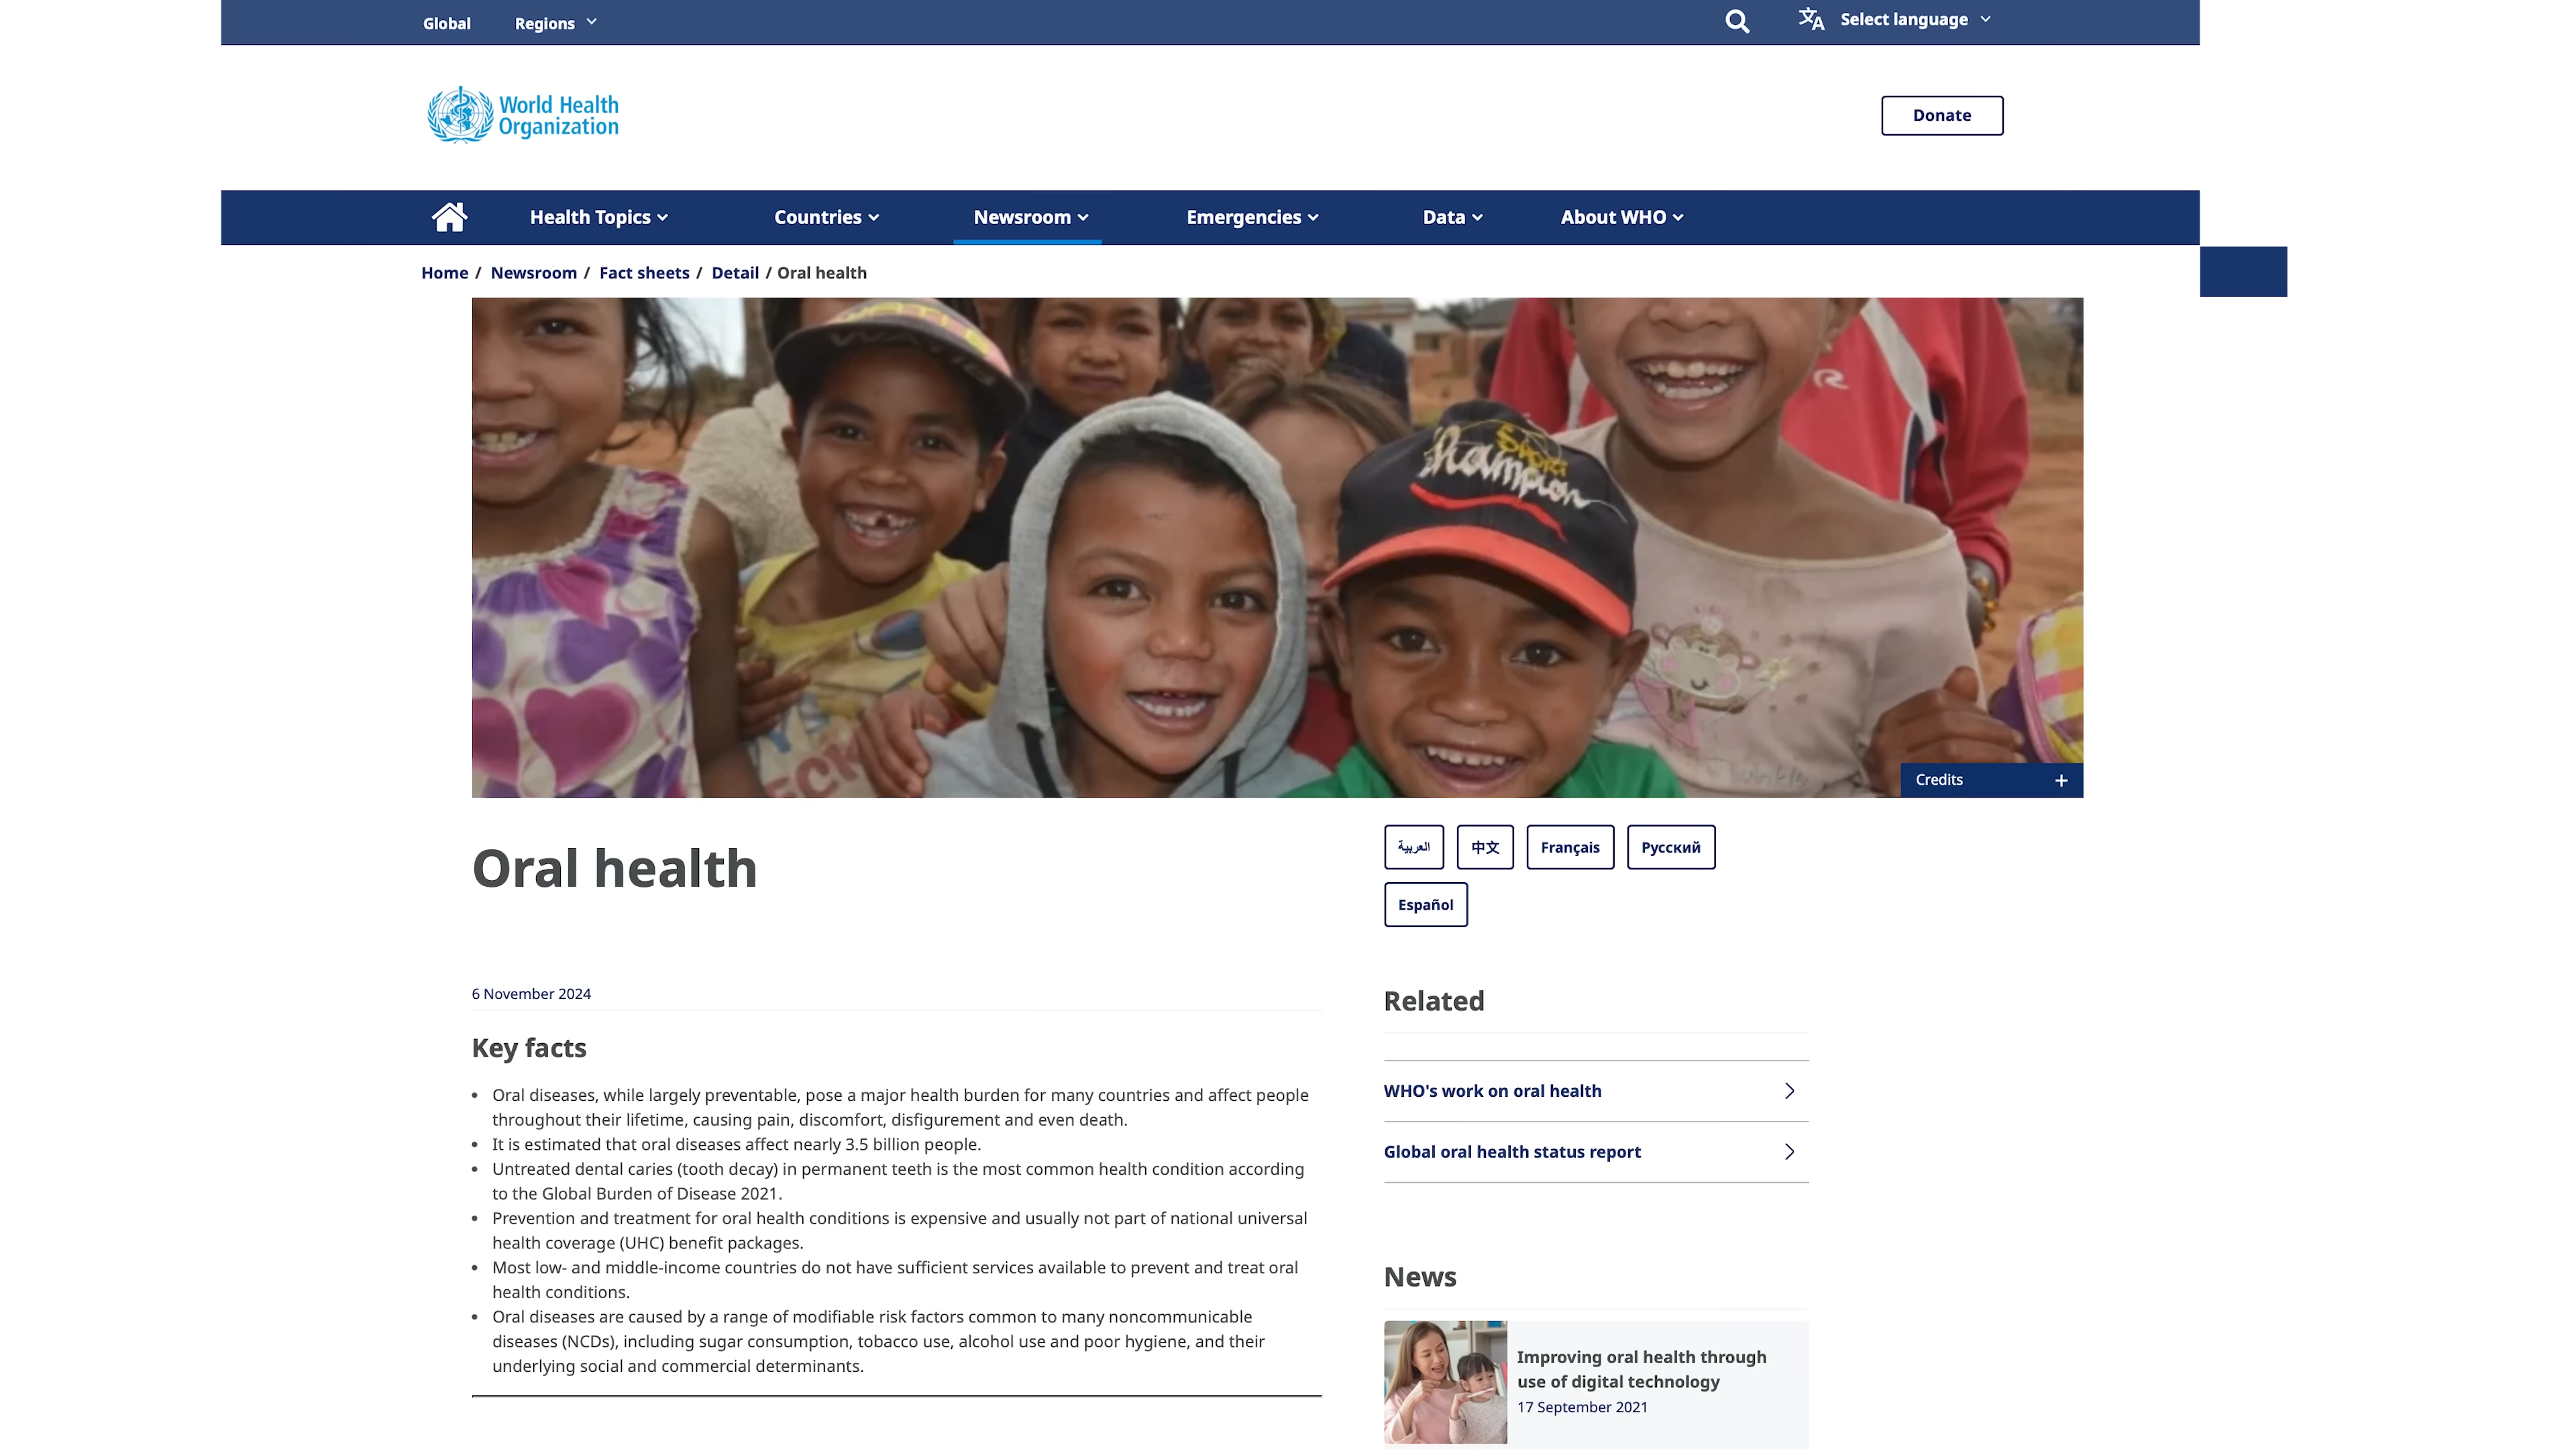 Global
Regions
Select language
World Health
Organization
Donate
Health Topics
Countries
Newsroom
Emergencies
Data
About WHO
Home / Newsroom / Fact sheets / Detail / Oral health
Champion
R
Credits +
Oral health
العربية
中文
Français
Русский
Español
6 November 2024
Key facts
Oral diseases, while largely preventable, pose a major health burden for many countries and affect people
throughout their lifetime, causing pain, discomfort, disfigurement and even death.
It is estimated that oral diseases affect nearly 3.5 billion people.
Untreated dental caries (tooth decay) in permanent teeth is the most common health condition according
to the Global Burden of Disease 2021.
Prevention and treatment for oral health conditions is expensive and usually not part of national universal
health coverage (UHC) benefit packages.
Most low- and middle-income countries do not have sufficient services available to prevent and treat oral
health conditions.
Oral diseases are caused by a range of modifiable risk factors common to many noncommunicable
diseases (NCDs), including sugar consumption, tobacco use, alcohol use and poor hygiene, and their
underlying social and commercial determinants.
Related
WHO's work on oral health
Global oral health status report
News
Improving oral health through
use of digital technology
17 September 2021